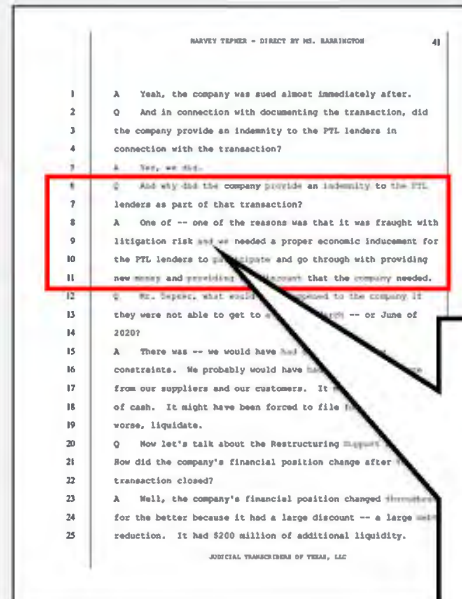 HARVEY TEPNER - DIRECT BY MS. BARRINGTON 41
1 A Yeah, the company was sued almost immediately after.
2 Q And in connection with documenting the transaction, did
3 the company provide an indemnity to the PTL lenders in
4 connection with the transaction?
5 A Yes, we did.
6 Q And why did the company provide an indemnity to the PTL
7 lenders as part of that transaction?
8 A One of -- one of the reasons was that it was fraught with
9 litigation risk and we needed a proper economic inducement for
10 the PTL lenders to participate and go through with providing
11 new money and providing discount that the company needed.
12 Q Mr. Tepner, what would to the company if
13 they were not able to get to -- or June of
14 2020?
15 A There was -- we would have
16 constraints. We probably would have
17 from our suppliers and our customers. It
18 of cash. It might have been forced to file
19 worse, liquidate.
20 Q Now let's talk about the Restructuring Support
21 How did the company's financial position change after
22 transaction closed?
23 A Well, the company's financial position changed
24 for the better because it had a large discount -- a large
25 reduction. It had $200 million of additional liquidity.
JUDICIAL TRANSCRIBERS OF TEXAS, LLC